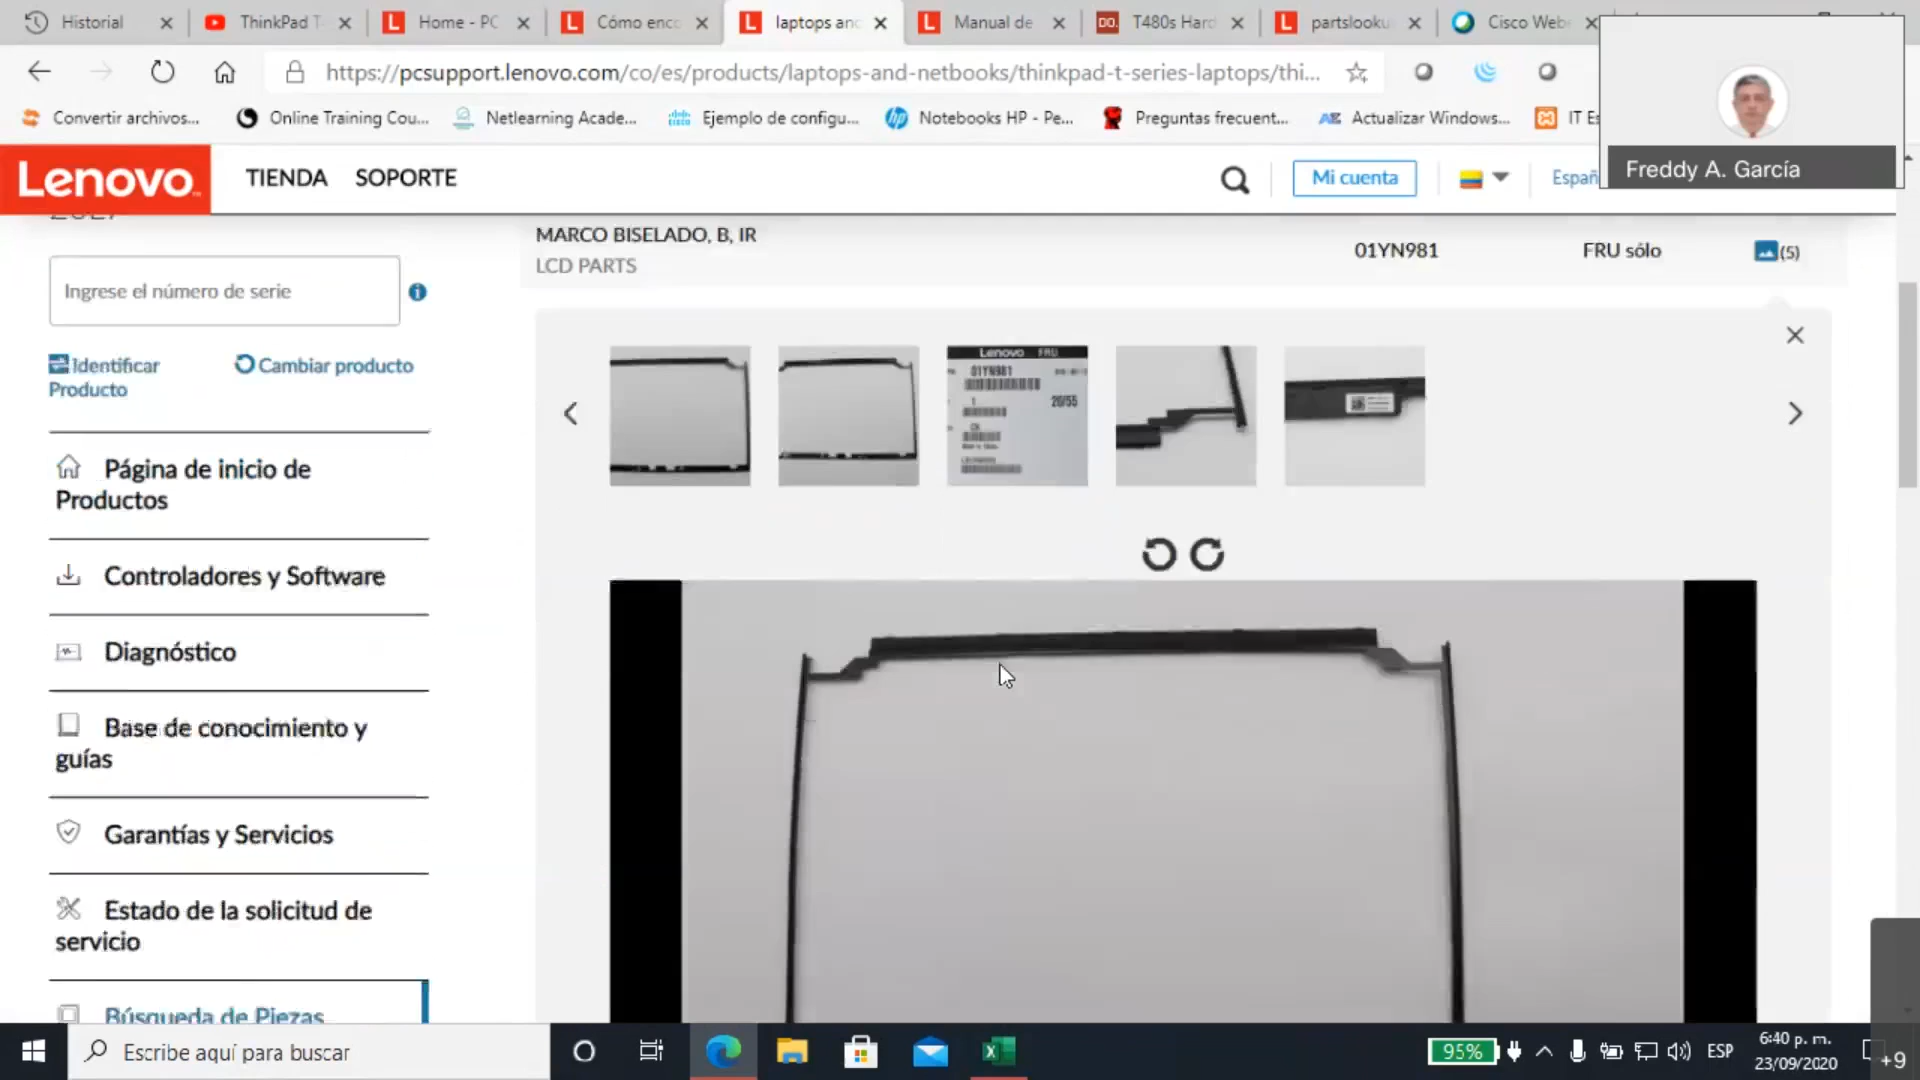 Historial
ThinkPad T
Home - PC
Cómo enco
laptops and
Manual de
T480s Hard
partslooku
Cisco Web
https://pcsupport.lenovo.com/co/es/products/laptops-and-netbooks/thinkpad-t-series-laptops/thi...
Convertir archivos...
Online Training Cou...
Netlearning Acade...
Ejemplo de configu...
Notebooks HP - Pe...
Preguntas frecuent...
Actualizar Windows...
IT Es
Freddy A. García
Lenovo
TIENDA
SOPORTE
Mi cuenta
Españ
MARCO BISELADO, B, IR
LCD PARTS
01YN981
FRU sólo
(5)
Ingrese el número de serie
Identificar
Producto
Cambiar producto
Lenovo FRU
01YN981
Página de inicio de
Productos
Controladores y Software
Diagnóstico
Base de conocimiento y
guías
Garantías y Servicios
Estado de la solicitud de
servicio
Búsqueda de Piezas
Escribe aquí para buscar
95%
ESP
6:40 p. m.
23/09/2020
+9